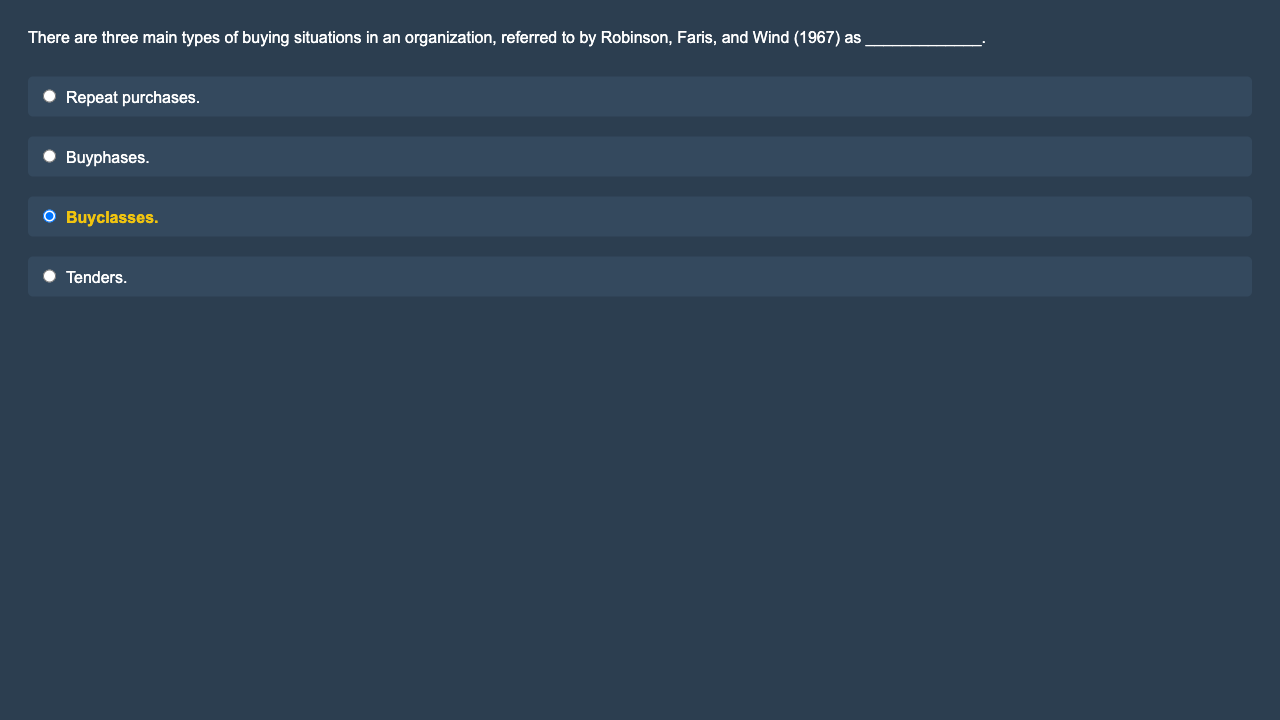 There are three main types of buying situations in an organization, referred to by Robinson, Faris, and Wind (1967) as _____________.
Repeat purchases.
Buyphases.
Buyclasses.
Tenders.